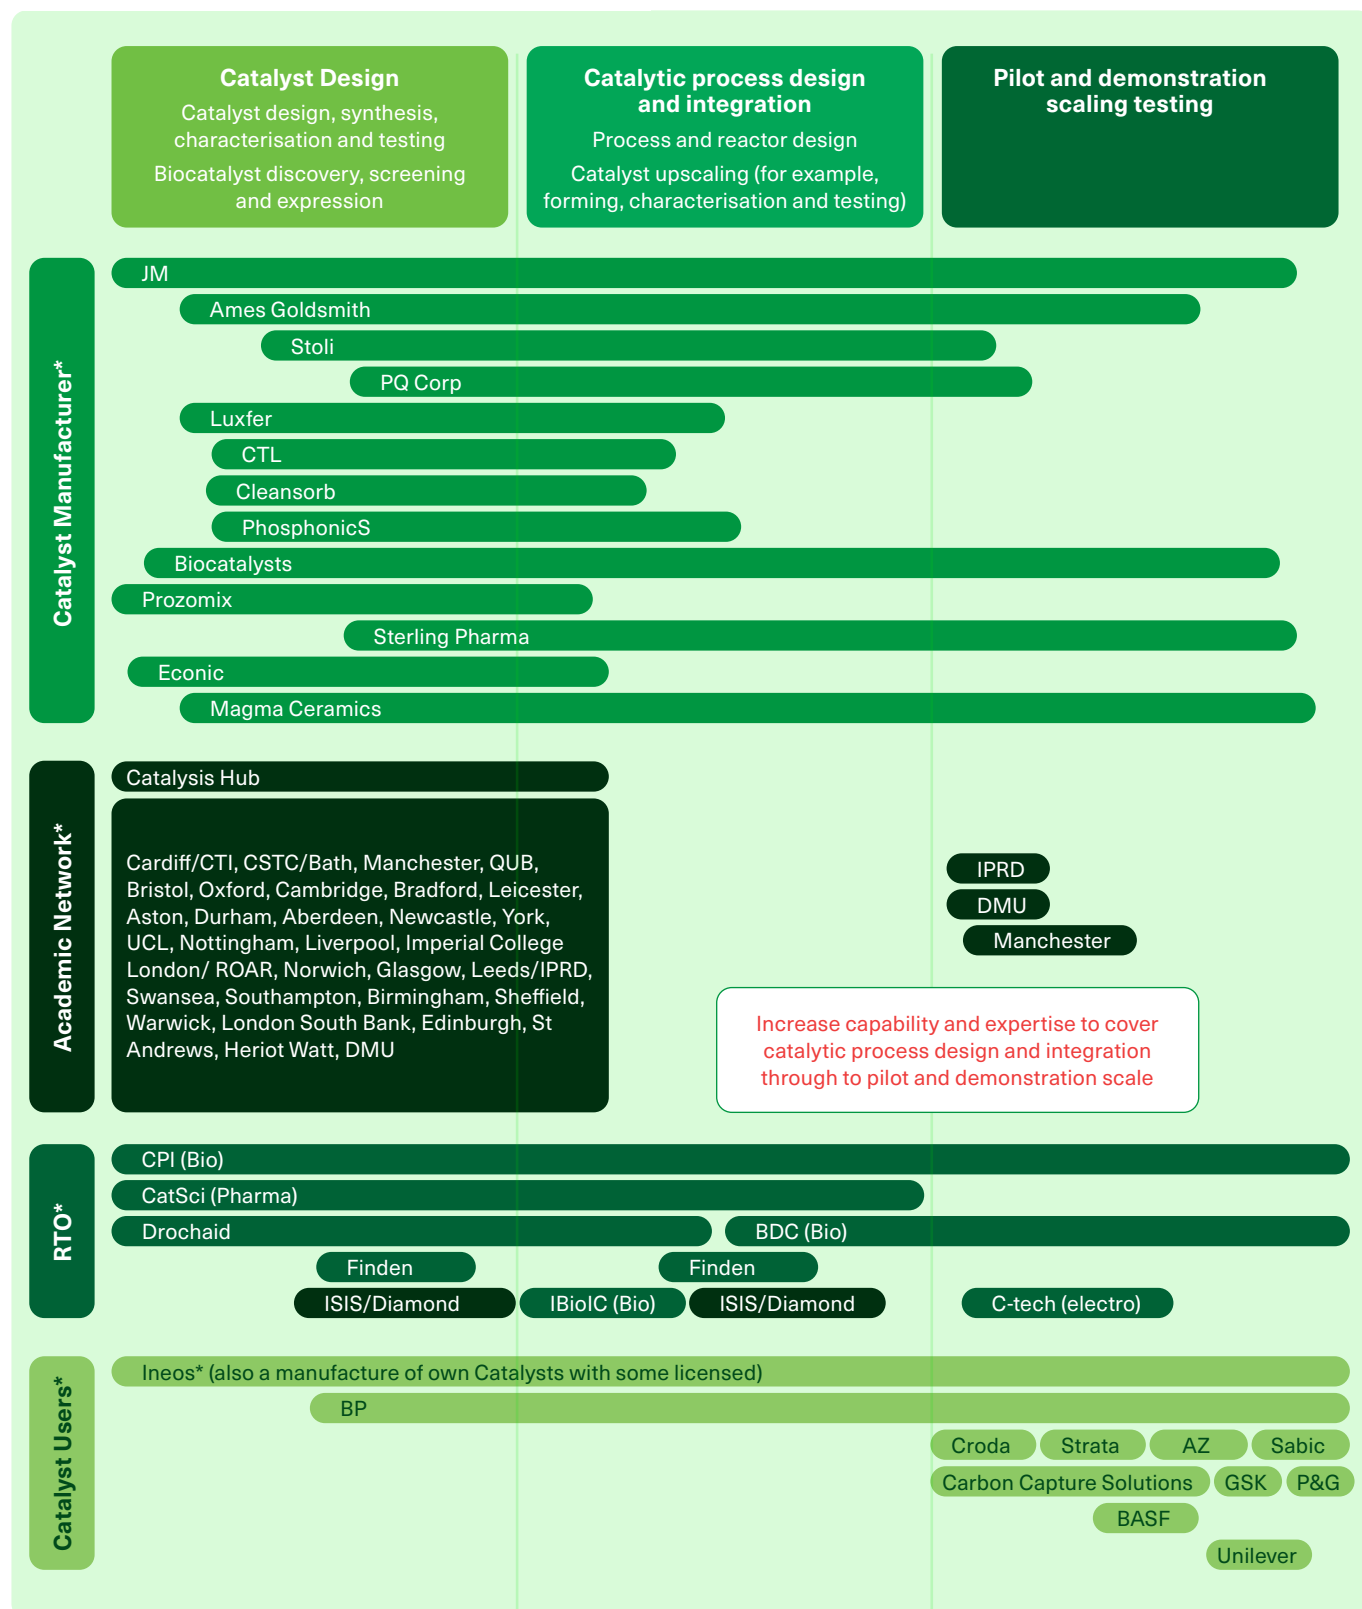 Catalyst Design
Catalyst design, synthesis,
characterisation and testing
Biocatalyst discovery, screening
and expression
Catalytic process design
and integration
Process and reactor design
Catalyst upscaling (for example,
forming, characterisation and testing)
Pilot and demonstration
scaling testing
Catalyst Manufacturer*
JM
Ames Goldsmith
Stoli
PQ Corp
Luxfer
CTL
Cleansorb
PhosphonicS
Biocatalysts
Prozomix
Sterling Pharma
Econic
Magma Ceramics
Academic Network*
Catalysis Hub
Cardiff/CTI, CSTC/Bath, Manchester, QUB,
Bristol, Oxford, Cambridge, Bradford, Leicester,
Aston, Durham, Aberdeen, Newcastle, York,
UCL, Nottingham, Liverpool, Imperial College
London/ ROAR, Norwich, Glasgow, Leeds/IPRD,
Swansea, Southampton, Birmingham, Sheffield,
Warwick, London South Bank, Edinburgh, St
Andrews, Heriot Watt, DMU
IPRD
DMU
Manchester
Increase capability and expertise to cover
catalytic process design and integration
through to pilot and demonstration scale
RTO*
CPI (Bio)
CatSci (Pharma)
Drochaid
BDC (Bio)
Finden
Finden
ISIS/Diamond
IBioIC (Bio)
ISIS/Diamond
C-tech (electro)
Catalyst Users*
Ineos* (also a manufacture of own Catalysts with some licensed)
BP
Croda
Strata
AZ
Sabic
Carbon Capture Solutions
GSK
P&G
BASF
Unilever